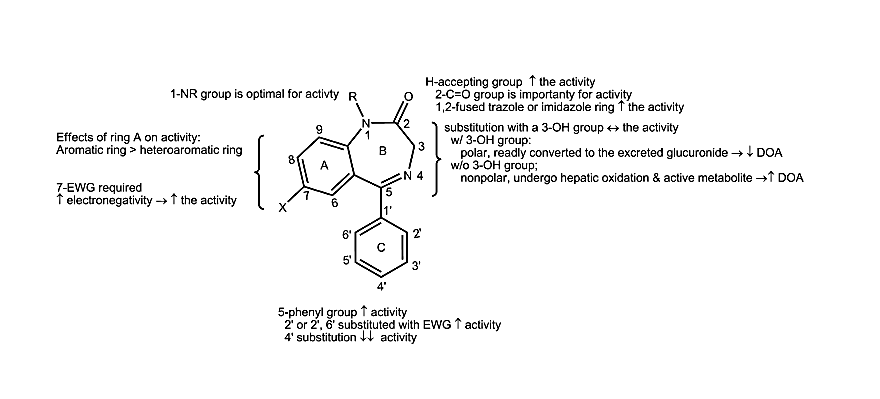 1-NR group is optimal for activty
R
O
H-accepting group ↑ the activity
2-C=O group is importanty for activity
1,2-fused trazole or imidazole ring ↑ the activity
N
1
2
9
8
A
B
3
N 4
7
6
5
X
substitution with a 3-OH group ↔ the activity
w/ 3-OH group:
polar, readly converted to the excreted glucuronide → ↓ DOA
w/o 3-OH group;
nonpolar, undergo hepatic oxidation & active metabolite →↑ DOA
Effects of ring A on activity:
Aromatic ring > heteroaromatic ring
7-EWG required
↑ electronegativity → ↑ the activity
1'
6'
2'
C
5'
3'
4'
5-phenyl group ↑ activity
2' or 2', 6' substituted with EWG ↑ activity
4' substitution ↓↓ activity